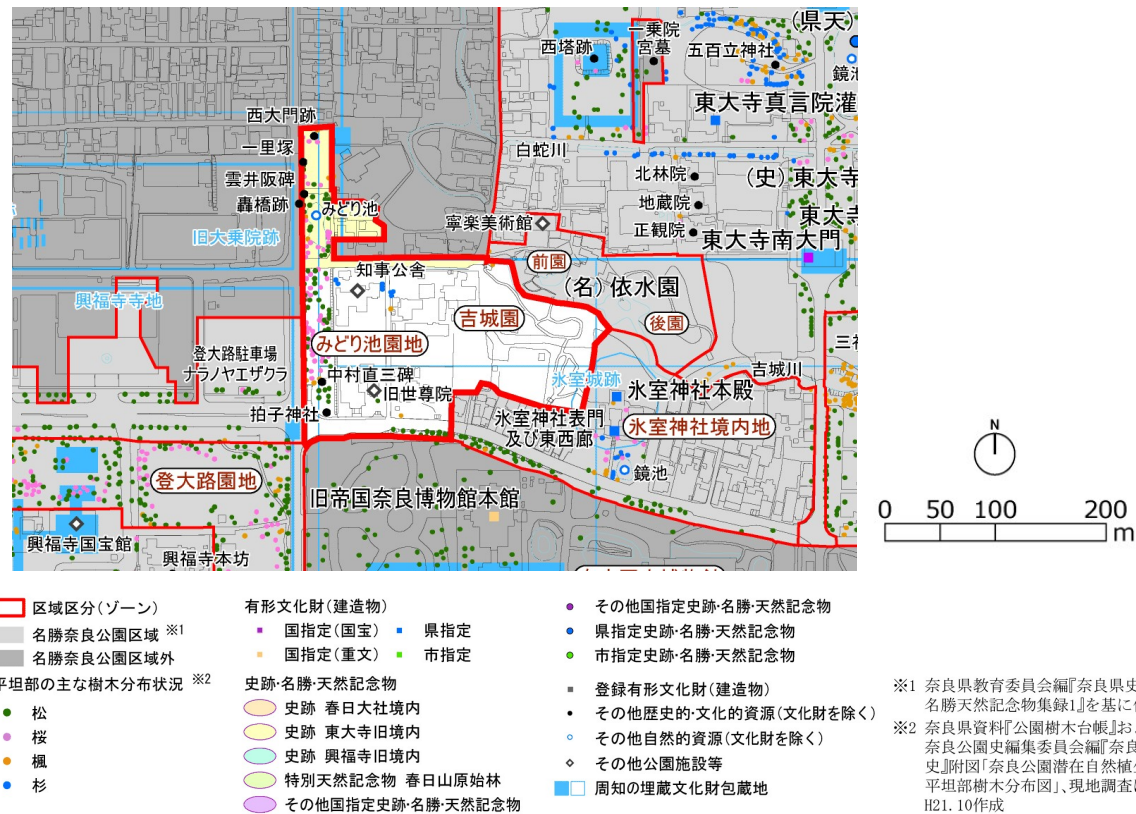 (県天)
一乗院
宮墓
西塔跡
五百立神社
鏡池
東大寺真言院灌
西大門跡
一里塚
白蛇川
雲井阪碑
北林院
(史)東大寺
轟橋跡
みどり池
地蔵院
東大寺
寧楽美術館
正観院
東大寺南大門
旧大乗院跡
前園
知事公舎
(名)依水園
興福寺寺地
吉城園
後園
みどり池園地
登大路駐車場
ナラノヤエザクラ
吉城川
中村直三碑
氷室城跡
旧世尊院
氷室神社本殿
拍子神社
氷室神社表門
及び東西廊
氷室神社境内地
登大路園地
鏡池
旧帝国奈良博物館本館
興福寺国宝館
興福寺本坊
N
0 50 100 200
m
区域区分(ゾーン)
名勝奈良公園区域 ※1
名勝奈良公園区域外
平坦部の主な樹木分布状況 ※2
松
桜
楓
杉
有形文化財(建造物)
国指定(国宝) 県指定
国指定(重文) 市指定
史跡・名勝・天然記念物
史跡 春日大社境内
史跡 東大寺旧境内
史跡 興福寺旧境内
特別天然記念物 春日山原始林
その他国指定史跡・名勝・天然記念物
その他国指定史跡・名勝・天然記念物
県指定史跡・名勝・天然記念物
市指定史跡・名勝・天然記念物
登録有形文化財(建造物)
その他歴史的・文化的資源(文化財を除く)
その他自然的資源(文化財を除く)
その他公園施設等
周知の埋蔵文化財包蔵地
※1 奈良県教育委員会編『奈良県史
名勝天然記念物集録1』を基に
※2 奈良県資料『公園樹木台帳』お
奈良公園史編集委員会編『奈良
史』附図「奈良公園潜在自然植
平坦部樹木分布図」、現地調査
H21.10作成